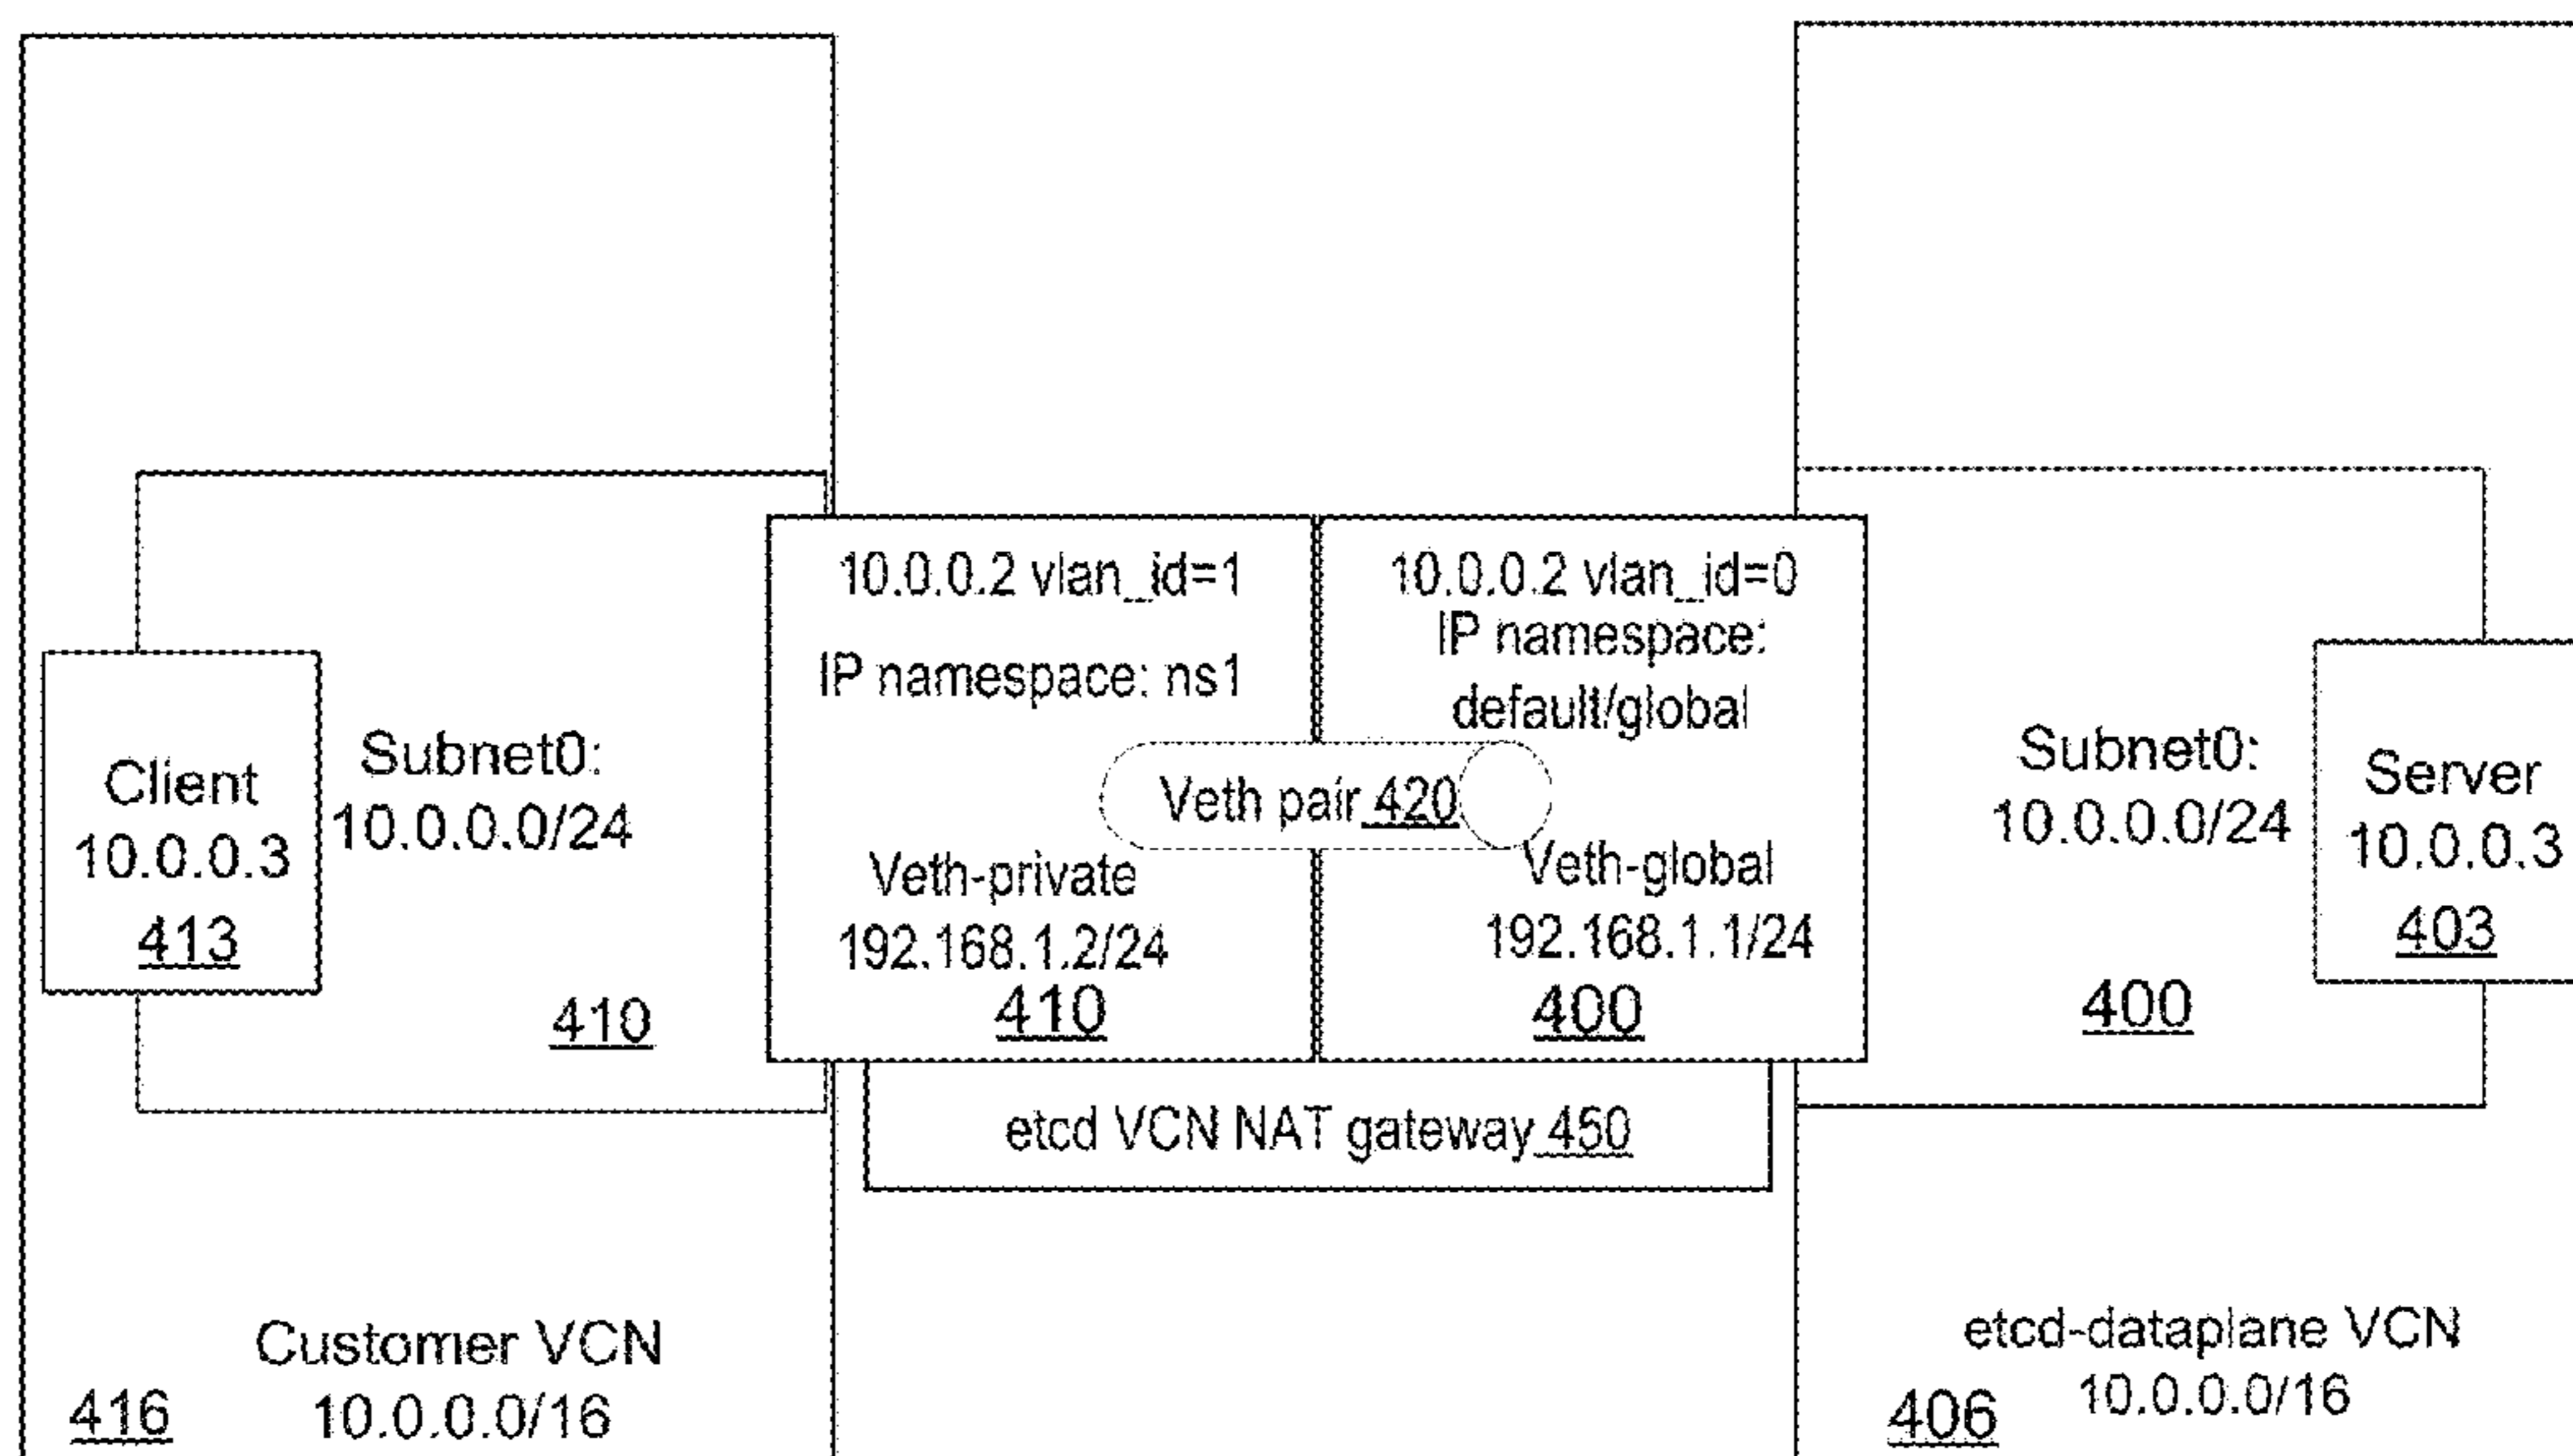 Client
10.0.0.3
413
Subnet0:
10.0.0.0/24
410
10.0.0.2 vlan_id=1
IP namespace: ns1
10.0.0.2 vlan_id=0
IP namespace:
default/global
Veth pair 420
Veth-private
192.168.1.2/24
410
Veth-global
192.168.1.1/24
400
etcd VCN NAT gateway 450
Subnet0:
10.0.0.0/24
400
Server
10.0.0.3
403
Customer VCN
10.0.0.0/16
416
etcd-dataplane VCN
10.0.0.0/16
406